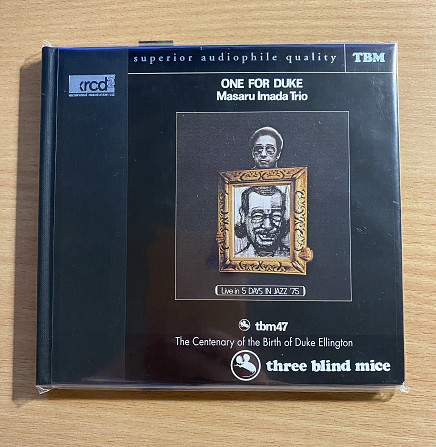 superior audiophile quality TBM
xrcd2
ONE FOR DUKE
Masaru Imada Trio
Live in 5 DAYS IN JAZZ '75
tbm47
The Centenary of the Birth of Duke Ellington
three blind mice